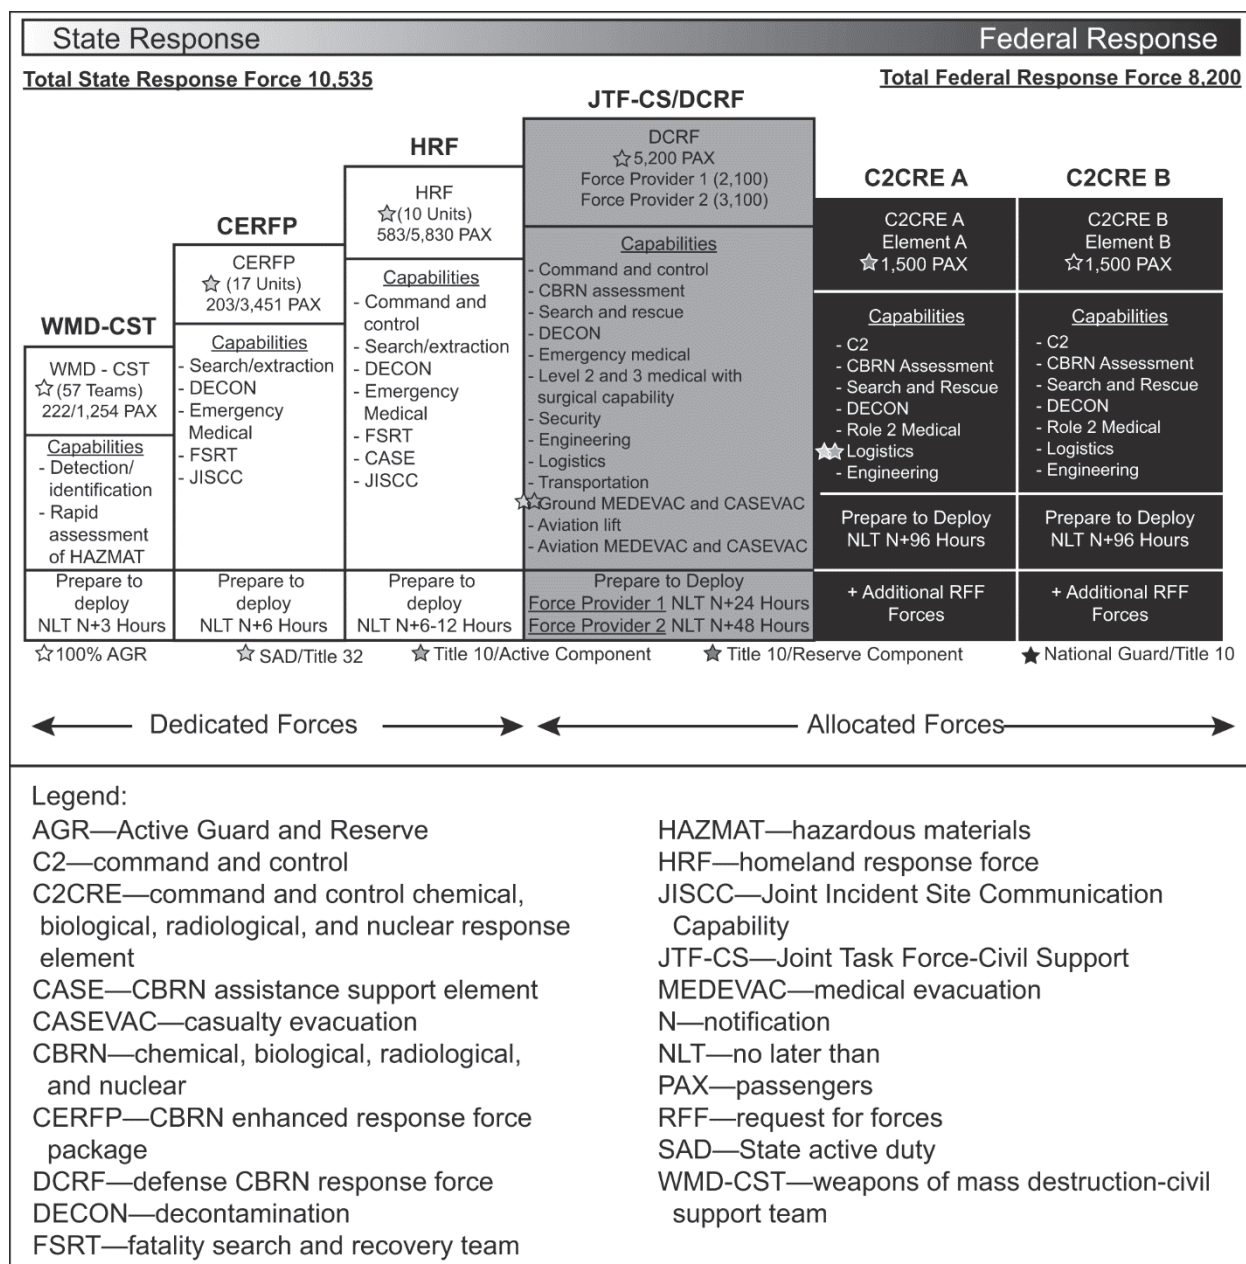 State Response
Federal Response
Total State Response Force 10,535
Total Federal Response Force 8,200
WMD-CST
WMD - CST
(57 Teams)
222/1,254 PAX
Capabilities
- Detection/
identification
- Rapid
assessment
of HAZMAT
Prepare to
deploy
NLT N+3 Hours
CERFP
CERFP
(17 Units)
203/3,451 PAX
Capabilities
- Search/extraction
- DECON
- Emergency
Medical
- FSRT
- JISCC
Prepare to
deploy
NLT N+6 Hours
HRF
HRF
(10 Units)
583/5,830 PAX
Capabilities
- Command and
control
- Search/extraction
- DECON
- Emergency
Medical
- FSRT
- CASE
- JISCC
Prepare to
deploy
NLT N+6-12 Hours
JTF-CS/DCRF
DCRF
5,200 PAX
Force Provider 1 (2,100)
Force Provider 2 (3,100)
Capabilities
- Command and control
- CBRN assessment
- Search and rescue
- DECON
- Emergency medical
- Level 2 and 3 medical with
surgical capability
- Security
- Engineering
- Logistics
- Transportation
- Ground MEDEVAC and CASEVAC
- Aviation lift
- Aviation MEDEVAC and CASEVAC
Prepare to Deploy
Force Provider 1 NLT N+24 Hours
Force Provider 2 NLT N+48 Hours
C2CRE A
C2CRE A
Element A
1,500 PAX
Capabilities
- C2
- CBRN Assessment
- Search and Rescue
- DECON
- Role 2 Medical
- Logistics
- Engineering
Prepare to Deploy
NLT N+96 Hours
+ Additional RFF
Forces
C2CRE B
C2CRE B
Element B
1,500 PAX
Capabilities
- C2
- CBRN Assessment
- Search and Rescue
- DECON
- Role 2 Medical
- Logistics
- Engineering
Prepare to Deploy
NLT N+96 Hours
+ Additional RFF
Forces
100% AGR
SAD/Title 32
Title 10/Active Component
Title 10/Reserve Component
National Guard/Title 10
Dedicated Forces
Allocated Forces
Legend:
AGR—Active Guard and Reserve
C2—command and control
C2CRE—command and control chemical,
biological, radiological, and nuclear response
element
CASE—CBRN assistance support element
CASEVAC—casualty evacuation
CBRN—chemical, biological, radiological,
and nuclear
CERFP—CBRN enhanced response force
package
DCRF—defense CBRN response force
DECON—decontamination
FSRT—fatality search and recovery team
HAZMAT—hazardous materials
HRF—homeland response force
JISCC—Joint Incident Site Communication
Capability
JTF-CS—Joint Task Force-Civil Support
MEDEVAC—medical evacuation
N—notification
NLT—no later than
PAX—passengers
RFF—request for forces
SAD—State active duty
WMD-CST—weapons of mass destruction-civil
support team